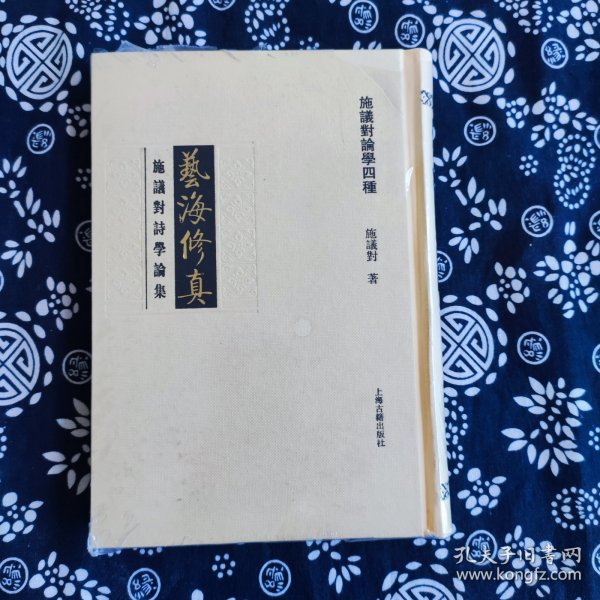 施議對論學四種
施議對 著
藝海修真
施議對詩學論集
上海古籍出版社
孔夫子旧书网
www.kongfz.com